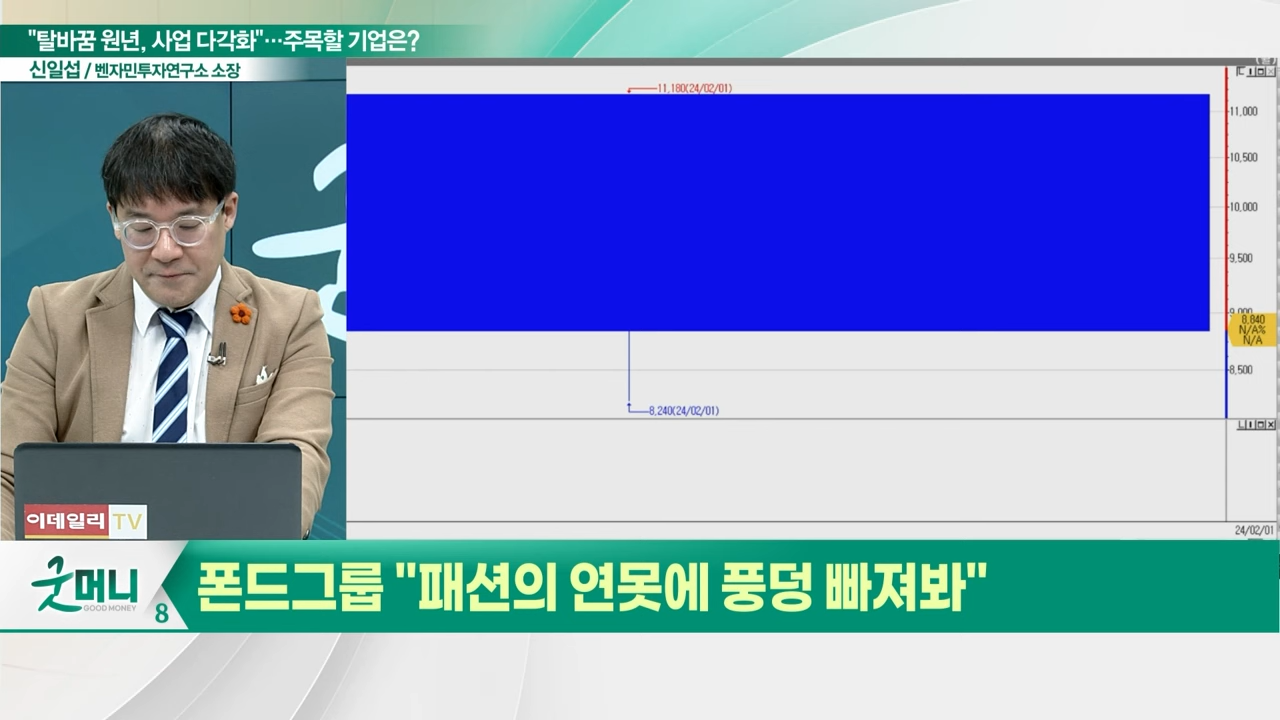 "탈바꿈 원년, 사업 다각화"…주목할 기업은?
신일섭 / 벤자민투자연구소 소장
11,180(24/02/01)
11,000
10,500
10,000
9,500
9,000
8,840
N/A%
N/A
8,500
8,240(24/02/01)
24/02/01
이데일리 TV
굿머니
GOOD MONEY
8
폰드그룹 "패션의 연못에 풍덩 빠져봐"